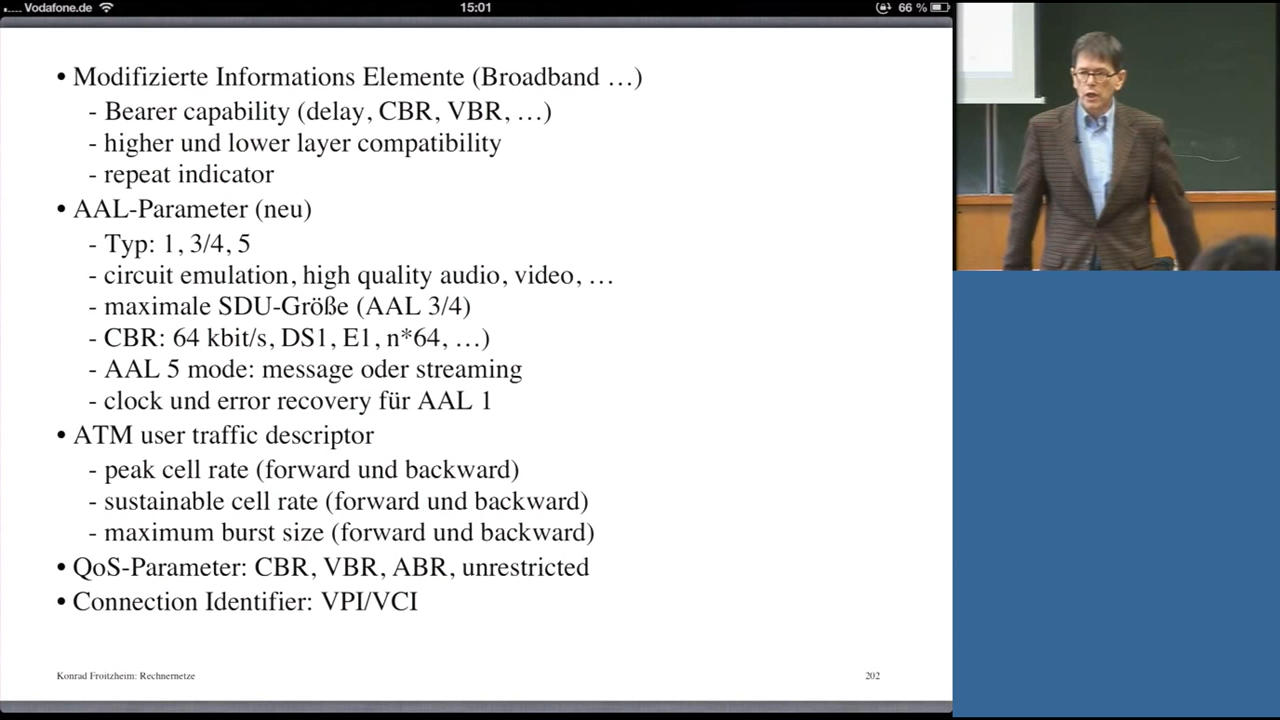 Vodafone.de 15:01 66 %
• Modifizierte Informations Elemente (Broadband …)
- Bearer capability (delay, CBR, VBR, …)
- higher und lower layer compatibility
- repeat indicator
• AAL-Parameter (neu)
- Typ: 1, 3/4, 5
- circuit emulation, high quality audio, video, …
- maximale SDU-Größe (AAL 3/4)
- CBR: 64 kbit/s, DS1, E1, n*64, …)
- AAL 5 mode: message oder streaming
- clock und error recovery für AAL 1
• ATM user traffic descriptor
- peak cell rate (forward und backward)
- sustainable cell rate (forward und backward)
- maximum burst size (forward und backward)
• QoS-Parameter: CBR, VBR, ABR, unrestricted
• Connection Identifier: VPI/VCI
Konrad Froitzheim: Rechnernetze 202